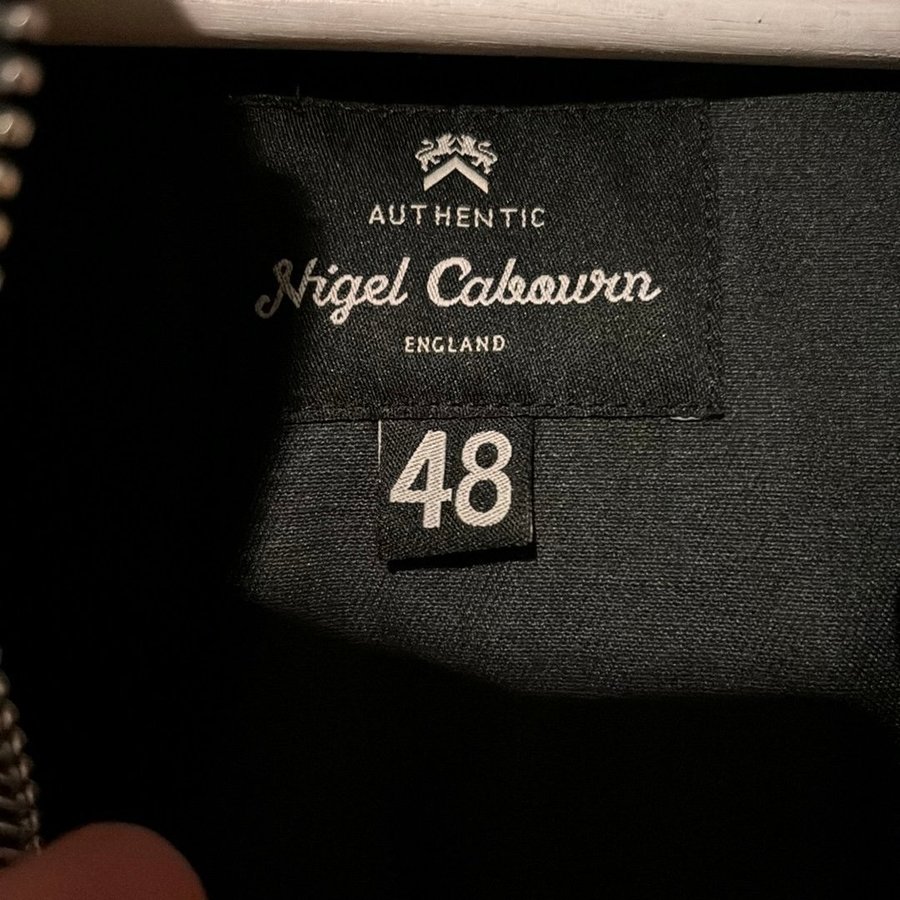 AUTHENTIC
Nigel Cabourn
ENGLAND
48